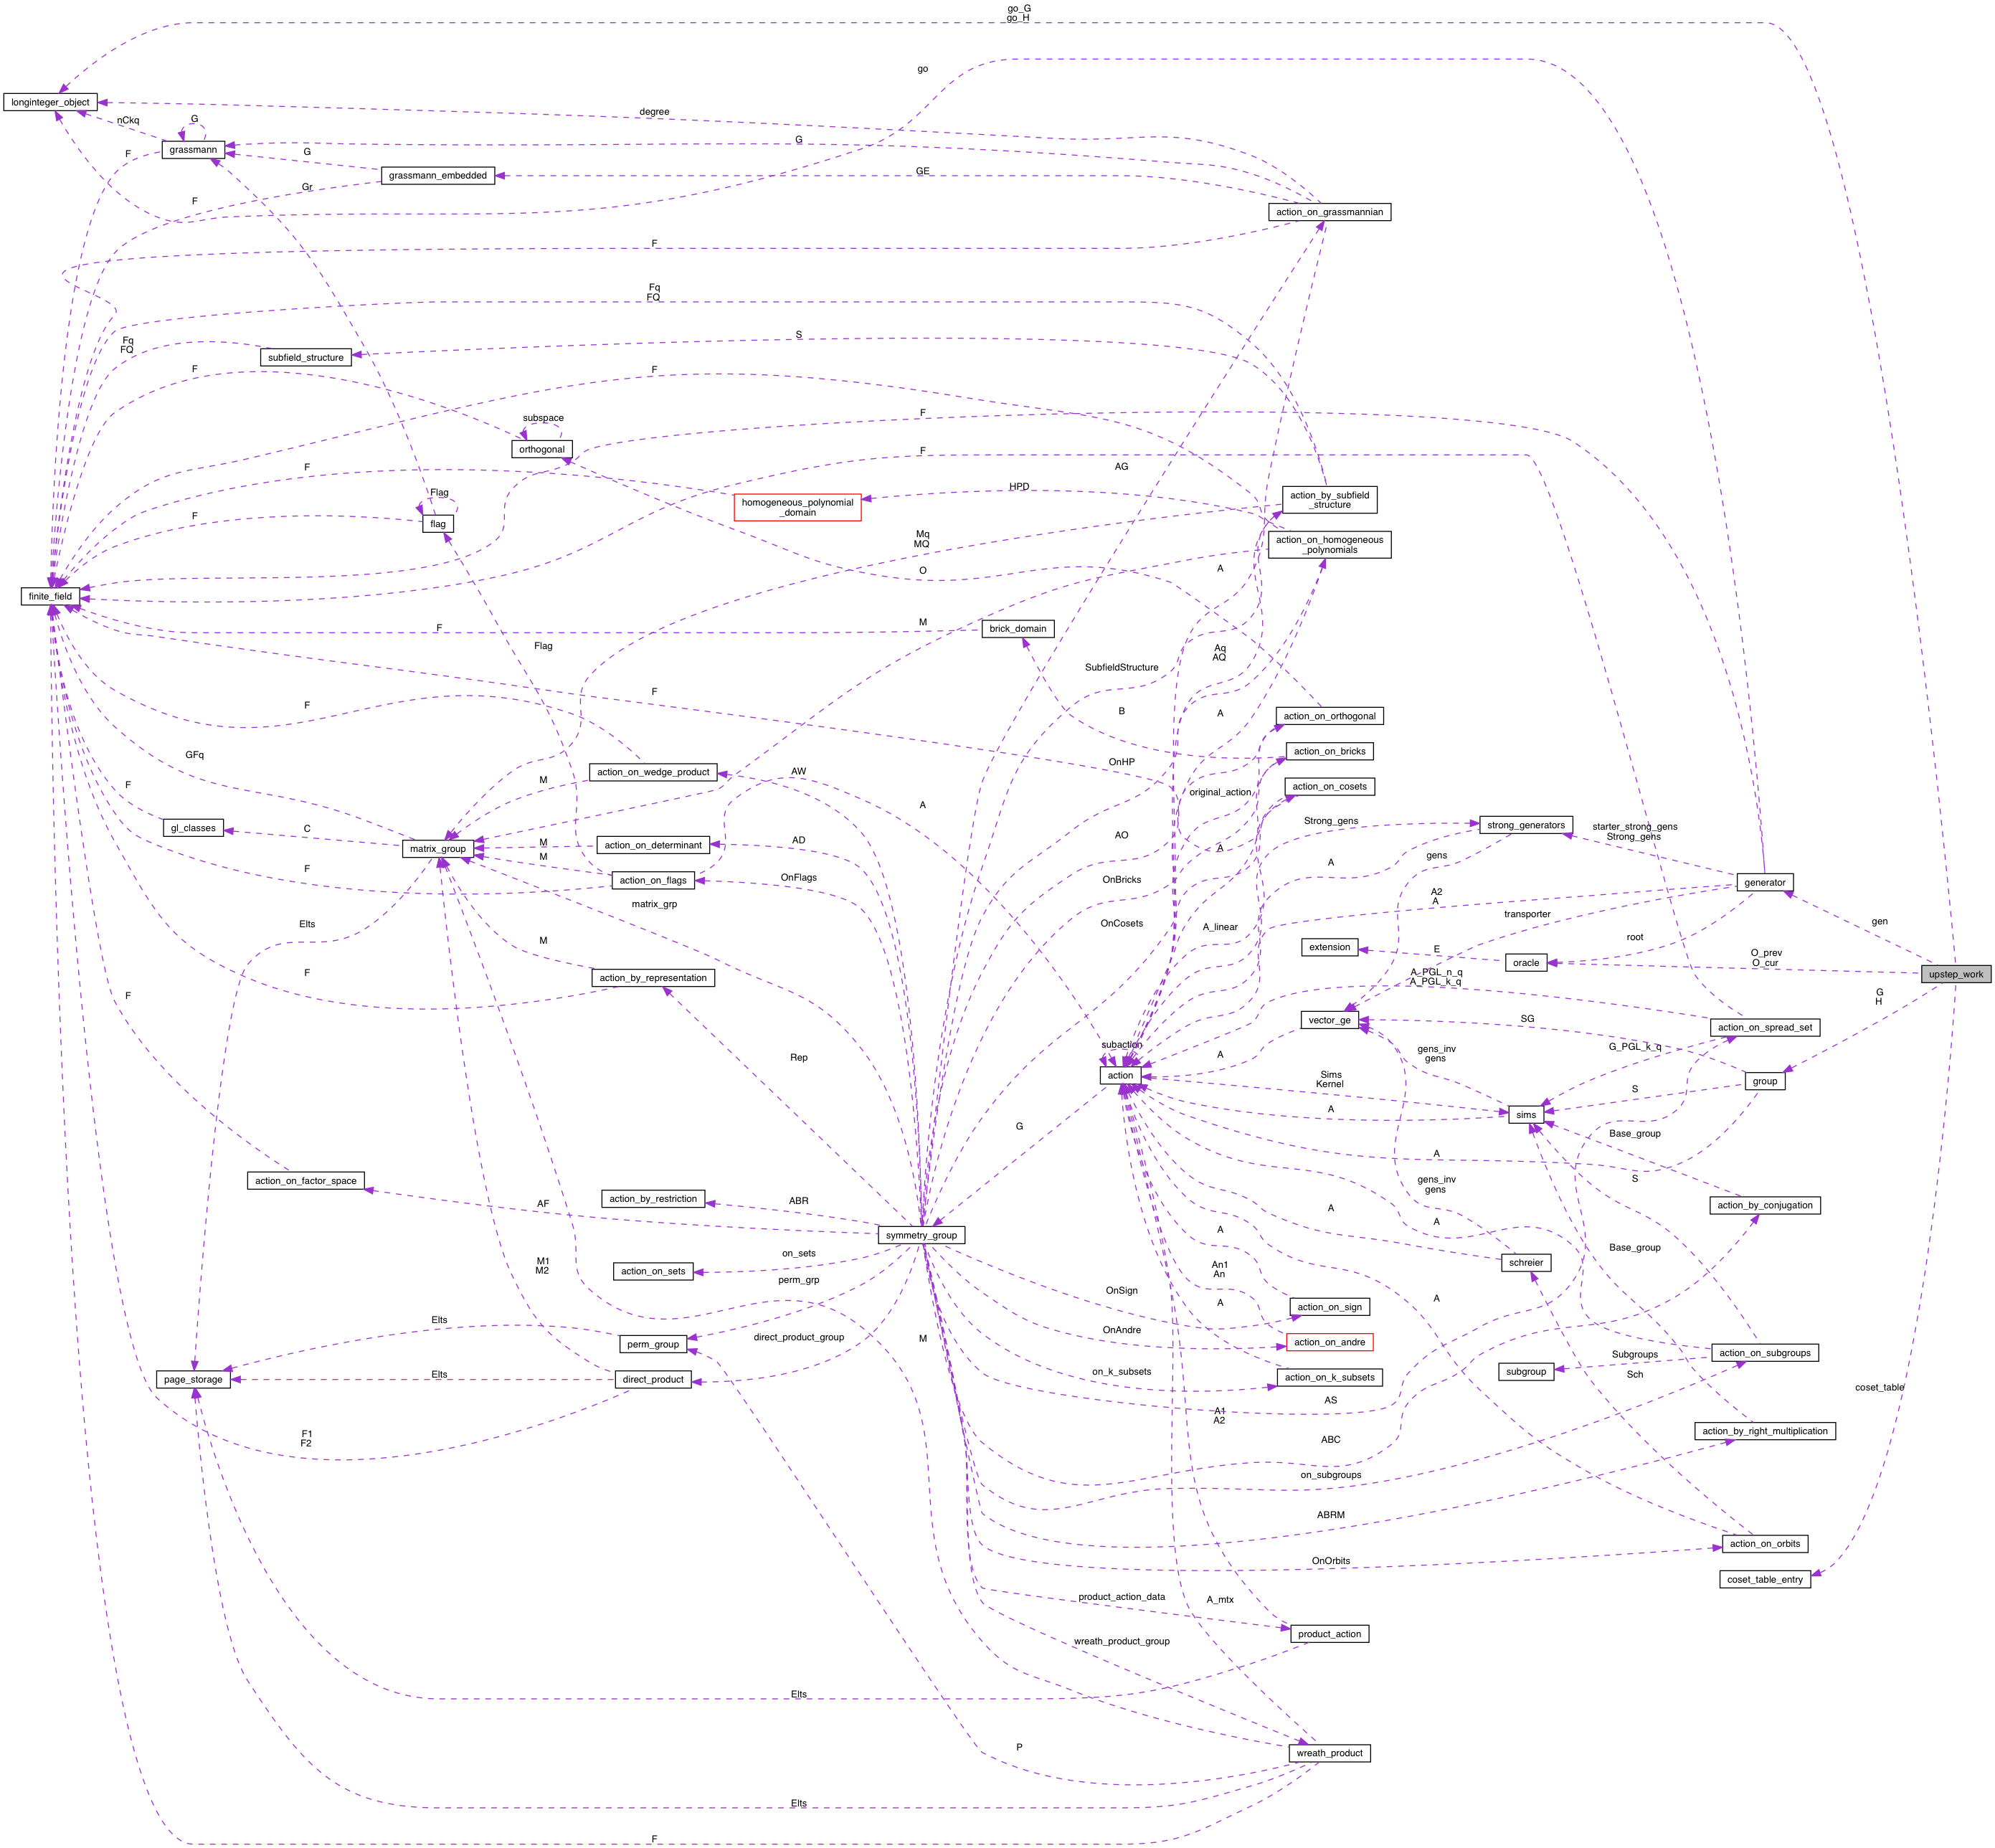 go_G
go_H
go
longinteger_object
degree
nCkq
G
G
grassmann
F
G
GE
grassmann_embedded
Gr
F
action_on_grassmannian
F
Fq
FQ
S
Fq
FQ
subfield_structure
F
F
F
subspace
orthogonal
F
F
AG
HPD
Flag
action_by_subfield
_structure
homogeneous_polynomial
_domain
F
flag
Mq
MQ
action_on_homogeneous
_polynomials
O
A
finite_field
F
M
brick_domain
Flag
Aq
AQ
SubfieldStructure
F
F
B
A
action_on_orthogonal
action_on_bricks
GFq
OnHP
action_on_wedge_product
AW
M
F
A
original_action
action_on_cosets
gl_classes
C
Strong_gens
strong_generators
starter_strong_gens
Strong_gens
matrix_group
M
action_on_determinant
AD
AO
A
gens
A
M
F
action_on_flags
OnFlags
OnBricks
generator
A2
A
matrix_grp
transporter
Elts
OnCosets
A_linear
gen
root
M
extension
E
oracle
O_prev
O_cur
F
action_by_representation
A_PGL_n_q
A_PGL_k_q
upstep_work
F
G
H
vector_ge
SG
action_on_spread_set
Rep
subaction
A
gens_inv
gens
G_PGL_k_q
action
Sims
Kernel
group
S
G
A
sims
Base_group
A
action_on_factor_space
AF
action_by_restriction
ABR
gens_inv
gens
S
action_by_conjugation
A
A
symmetry_group
A
on_sets
Base_group
action_on_sets
M1
M2
An1
An
schreier
perm_grp
OnSign
A
action_on_sign
A
Elts
OnAndre
M
direct_product_group
perm_group
action_on_andre
action_on_subgroups
Subgroups
page_storage
Elts
direct_product
on_k_subsets
action_on_k_subsets
subgroup
Sch
coset_table
AS
A1
A2
F1
F2
ABC
action_by_right_multiplication
on_subgroups
ABRM
action_on_orbits
OnOrbits
coset_table_entry
product_action_data
A_mtx
product_action
wreath_product_group
Elts
P
wreath_product
Elts
F